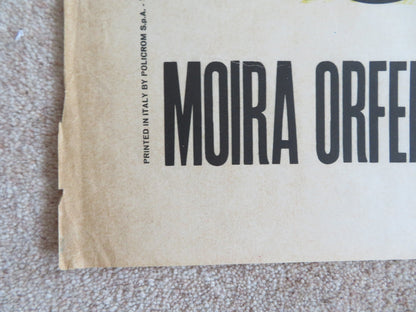 PRINTED IN ITALY BY POLICROM S.p.A. -
MOIRA ORFE